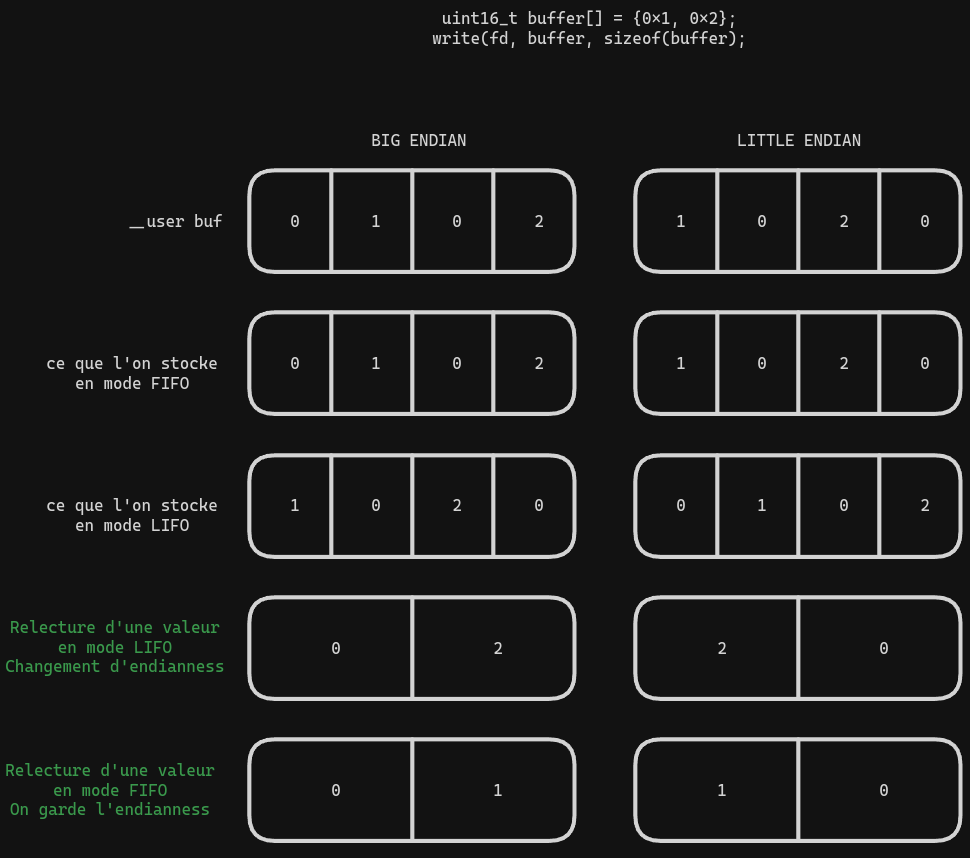 uint16_t buffer[] = {0×1, 0×2};
write(fd, buffer, sizeof(buffer);
BIG ENDIAN
LITTLE ENDIAN
__user buf
0 1 0 2
1 0 2 0
ce que l'on stocke
en mode FIFO
0 1 0 2
1 0 2 0
ce que l'on stocke
en mode LIFO
1 0 2 0
0 1 0 2
Relecture d'une valeur
en mode LIFO
Changement d'endianness
0 2
2 0
Relecture d'une valeur
en mode FIFO
On garde l'endianness
0 1
1 0